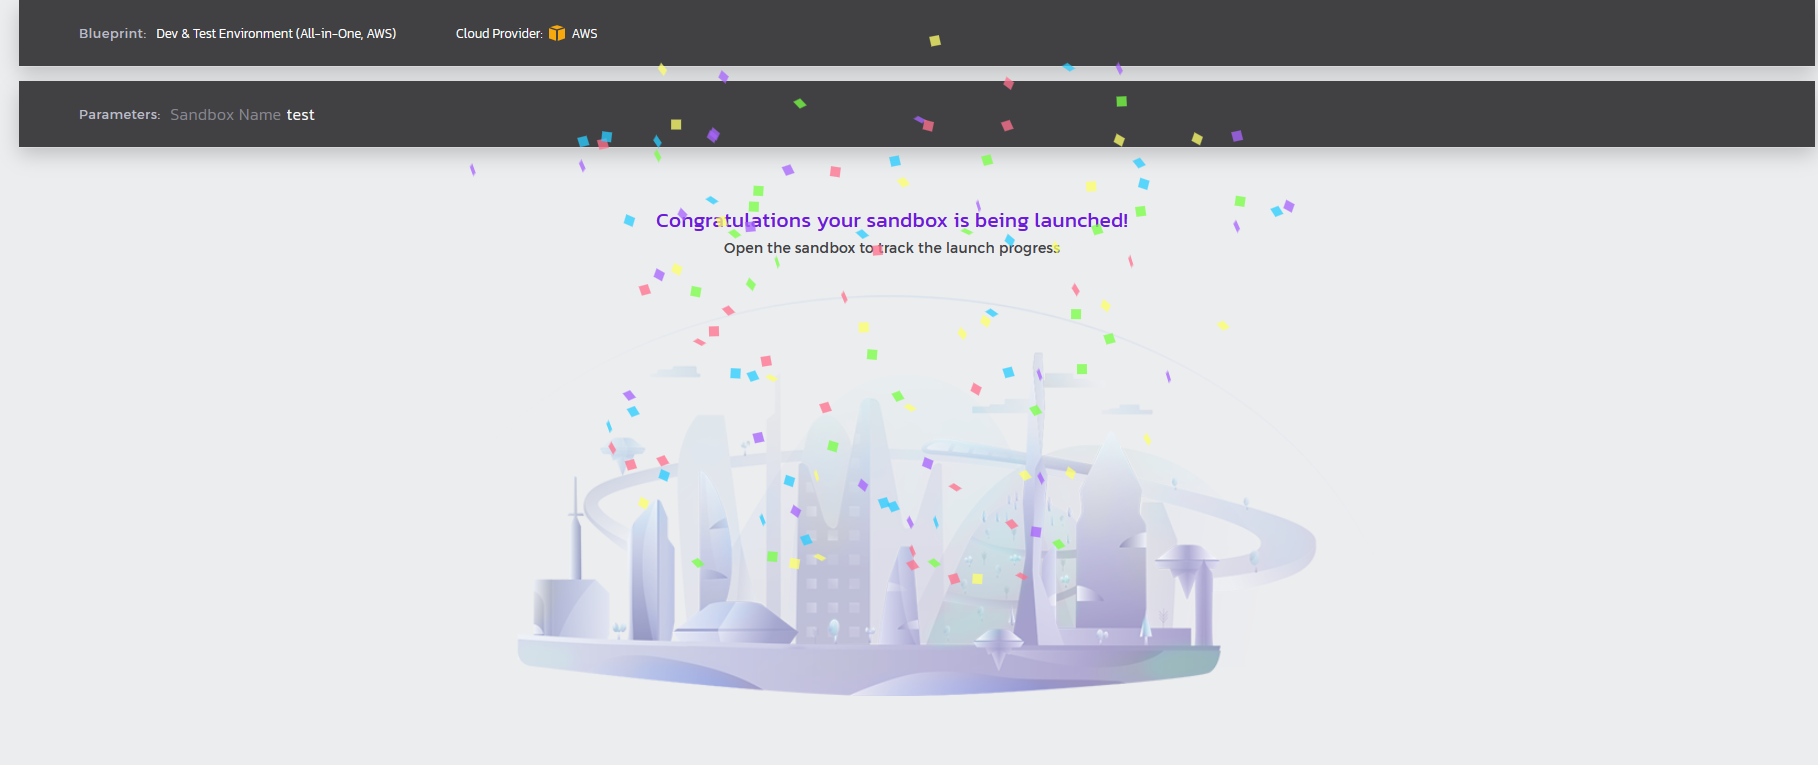 Blueprint: Dev & Test Environment (All-in-One, AWS) Cloud Provider: AWS
Parameters: Sandbox Name test
Congratulations your sandbox is being launched!
Open the sandbox to track the launch progress